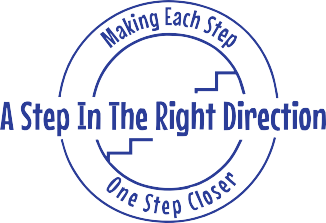 Making Each Step
A Step In The Right Direction
One Step Closer